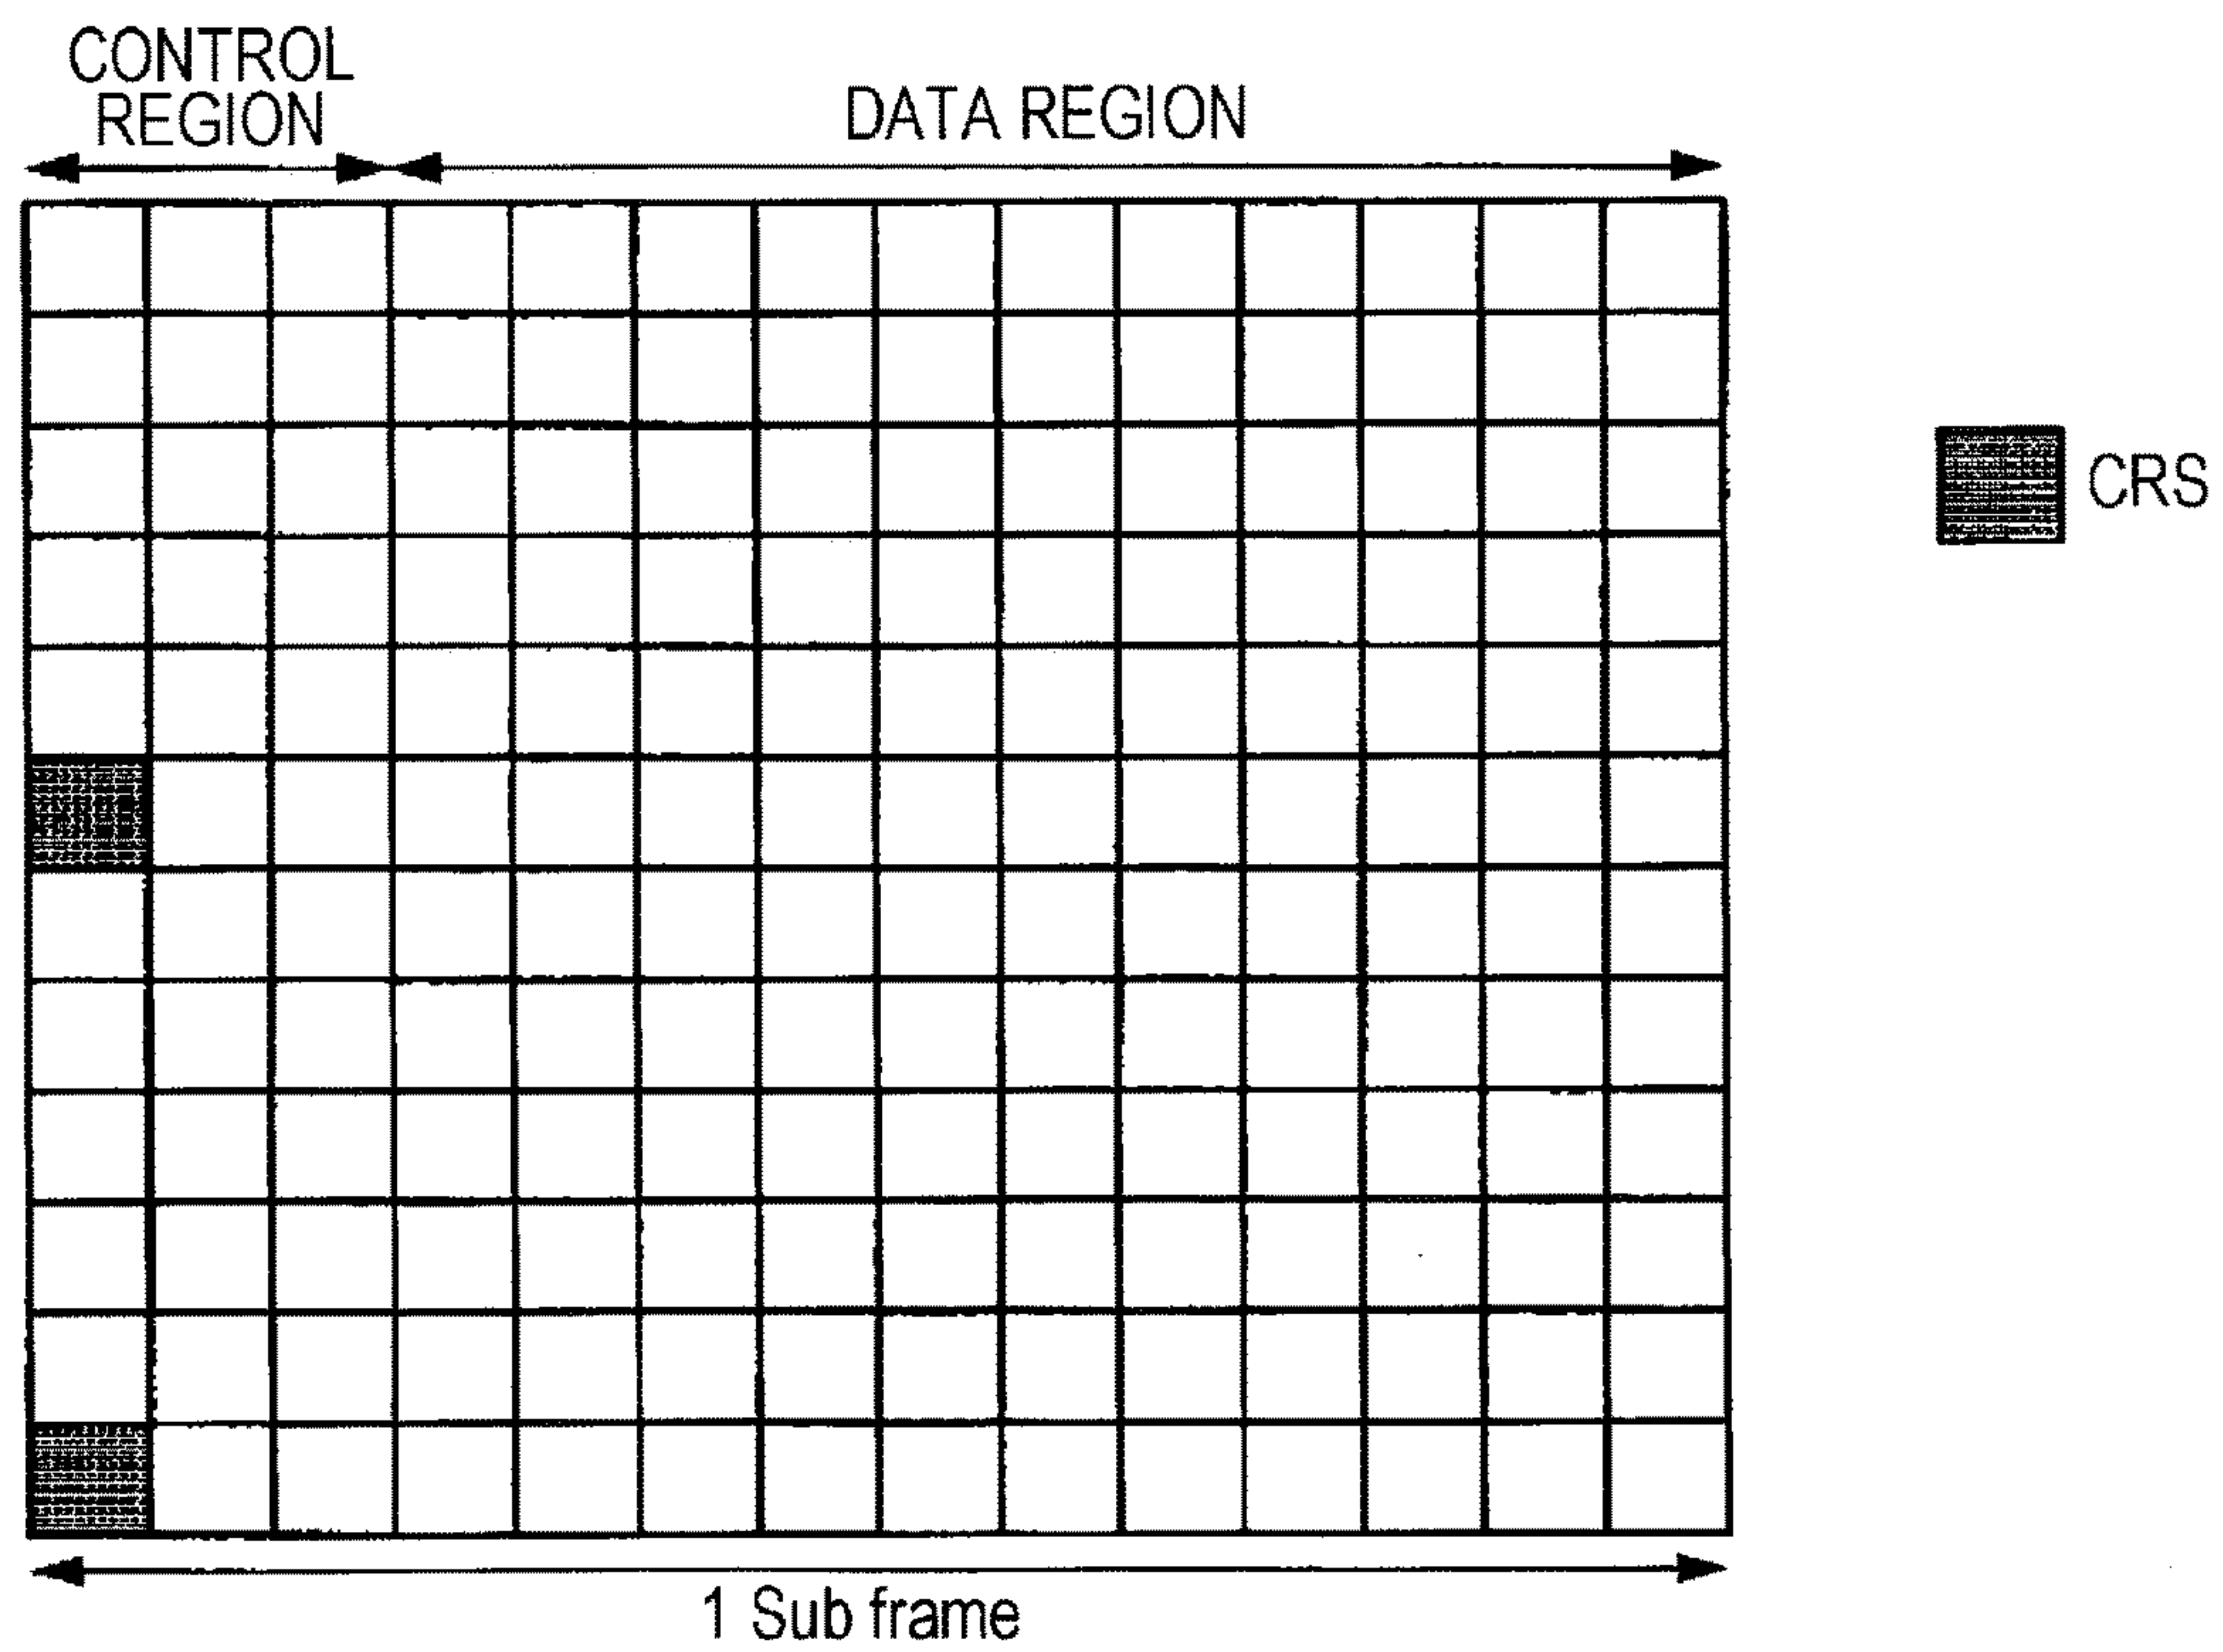 CONTROL
REGION
DATA REGION
CRS
1 Sub frame